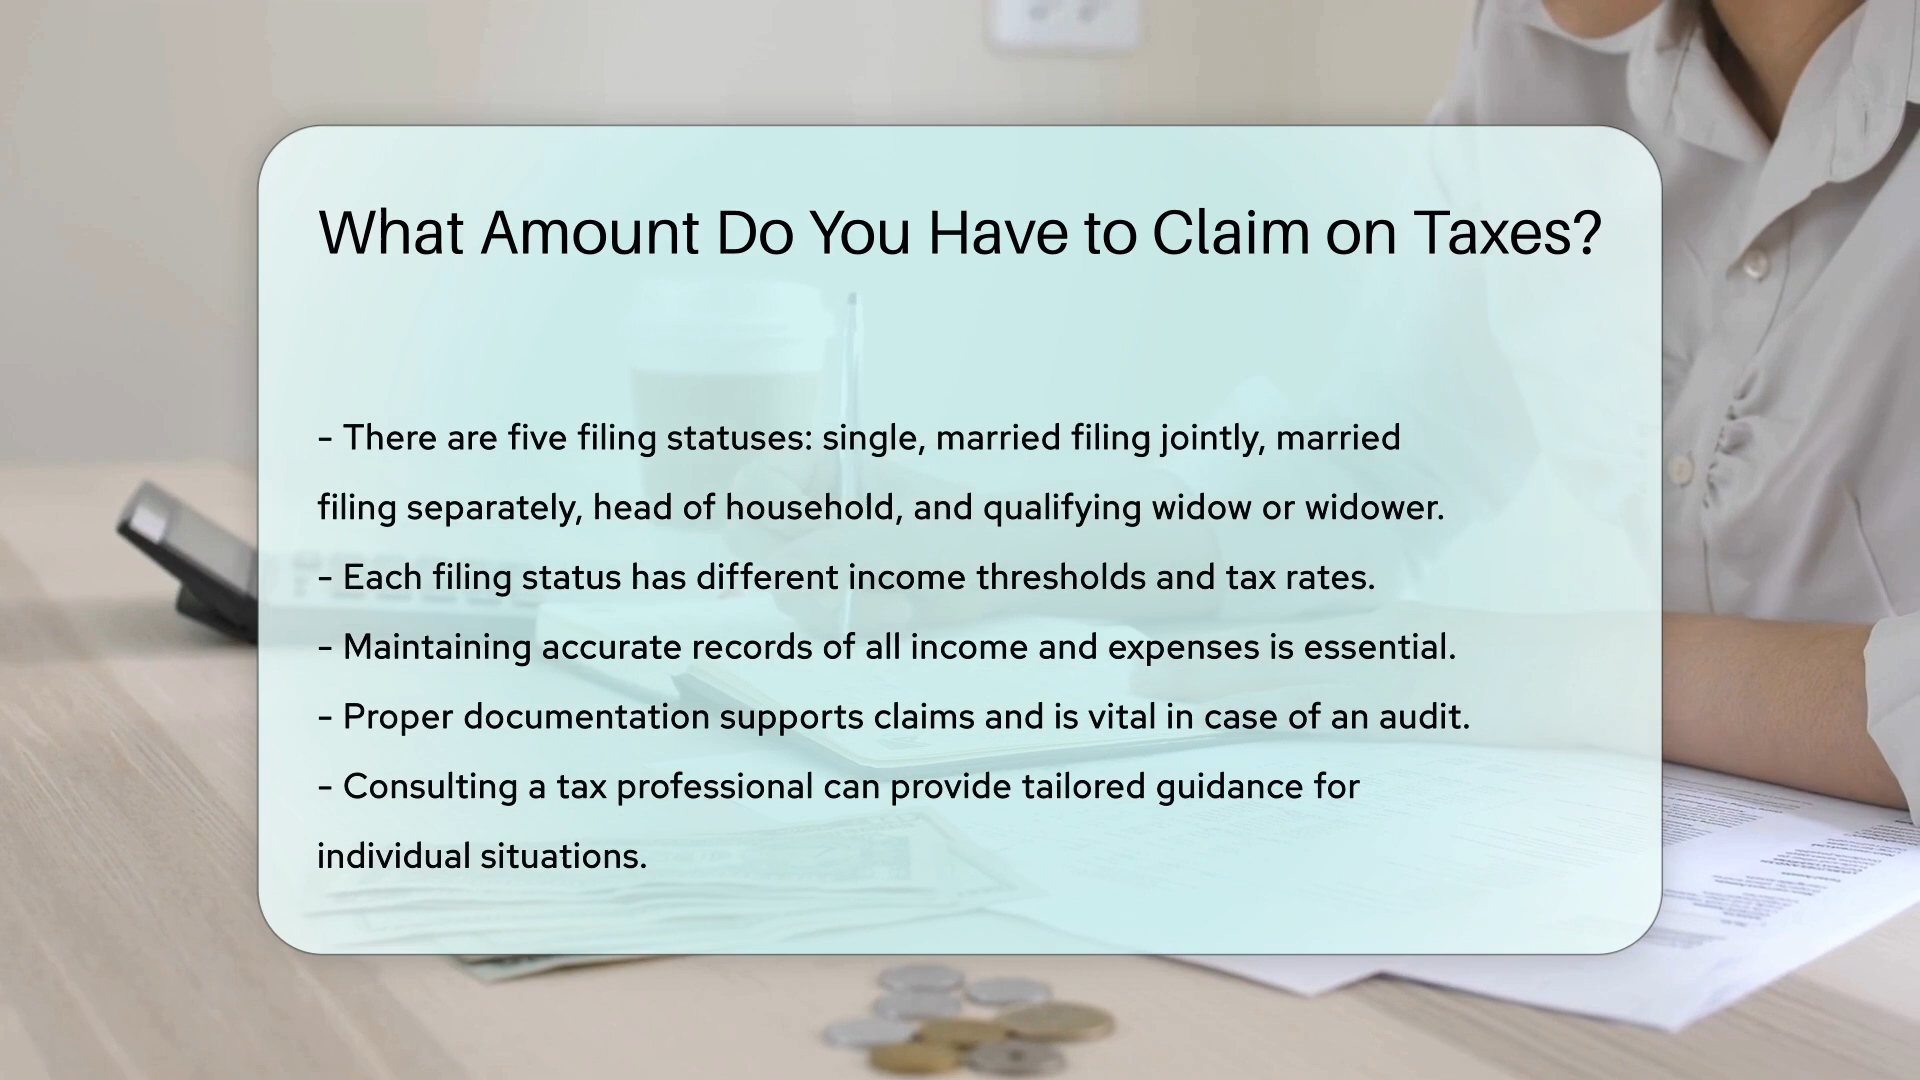 What Amount Do You Have to Claim on Taxes?
– There are five filing statuses: single, married filing jointly, married
filing separately, head of household, and qualifying widow or widower.
– Each filing status has different income thresholds and tax rates.
– Maintaining accurate records of all income and expenses is essential.
– Proper documentation supports claims and is vital in case of an audit.
– Consulting a tax professional can provide tailored guidance for
individual situations.